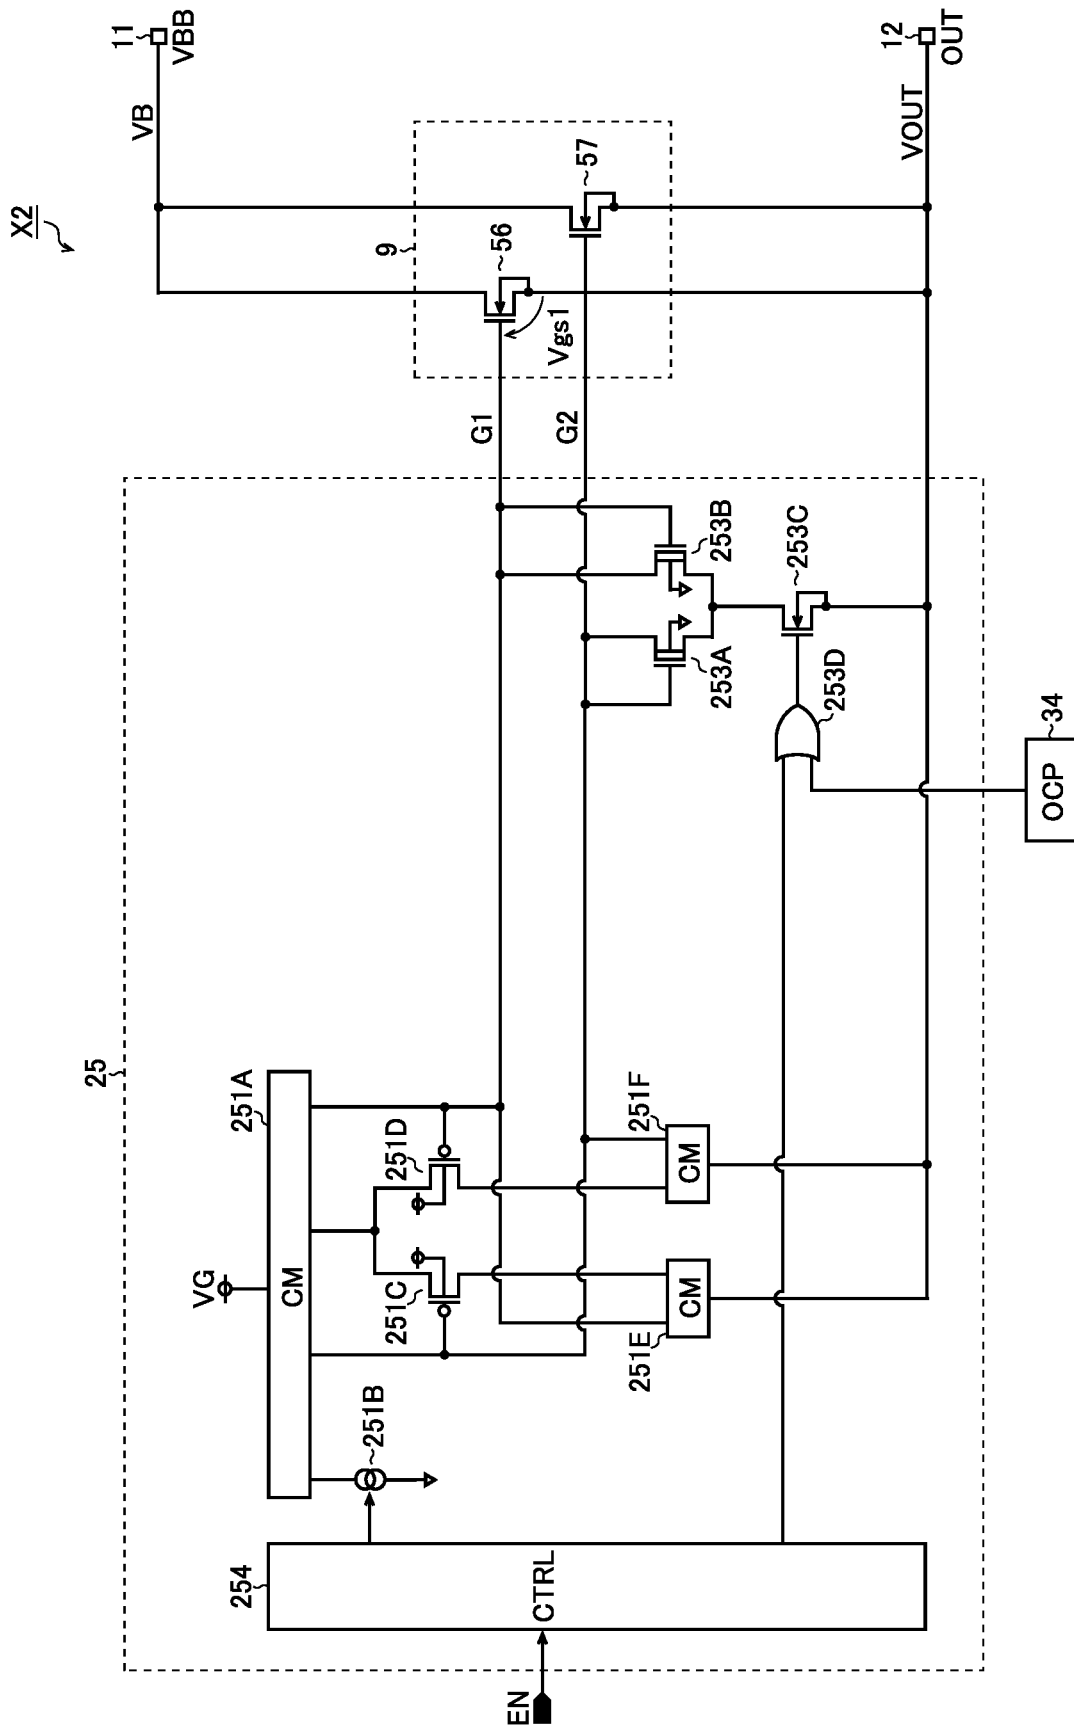 X2
11
VBB
VB
12
OUT
VOUT
9
56
57
Vgs1
G1
G2
25
253B
253A
253C
253D
34
OCP
251A
CM
VG
251D
251C
251F
CM
251E
CM
251B
254
CTRL
EN